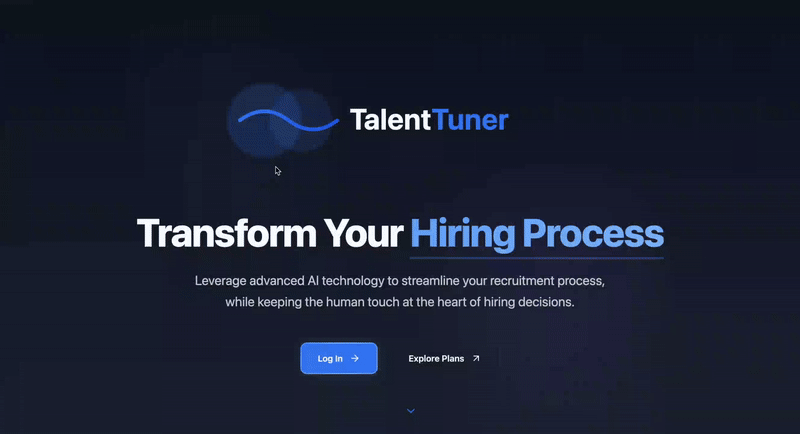 TalentTuner
Transform Your Hiring Process
Leverage advanced AI technology to streamline your recruitment process,
while keeping the human touch at the heart of hiring decisions.
Log In
Explore Plans